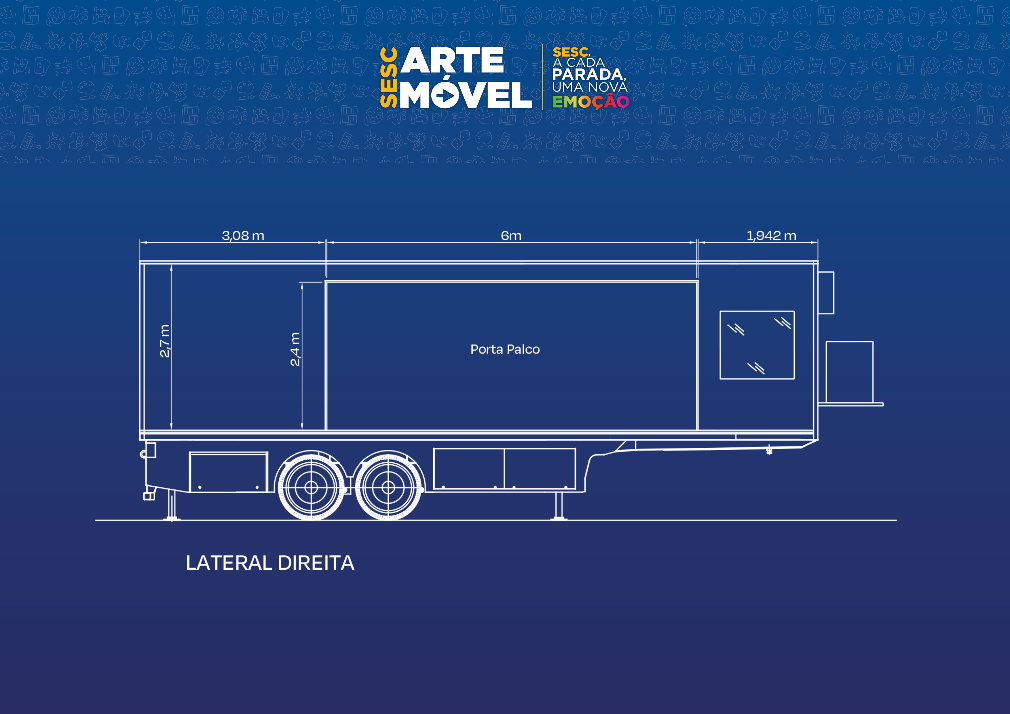 SESC
ARTE
MÓVEL
SESC.
A CADA
PARADA,
UMA NOVA
EMOÇÃO
3,08 m
6m
1,942 m
2,7 m
2,4 m
Porta Palco
LATERAL DIREITA